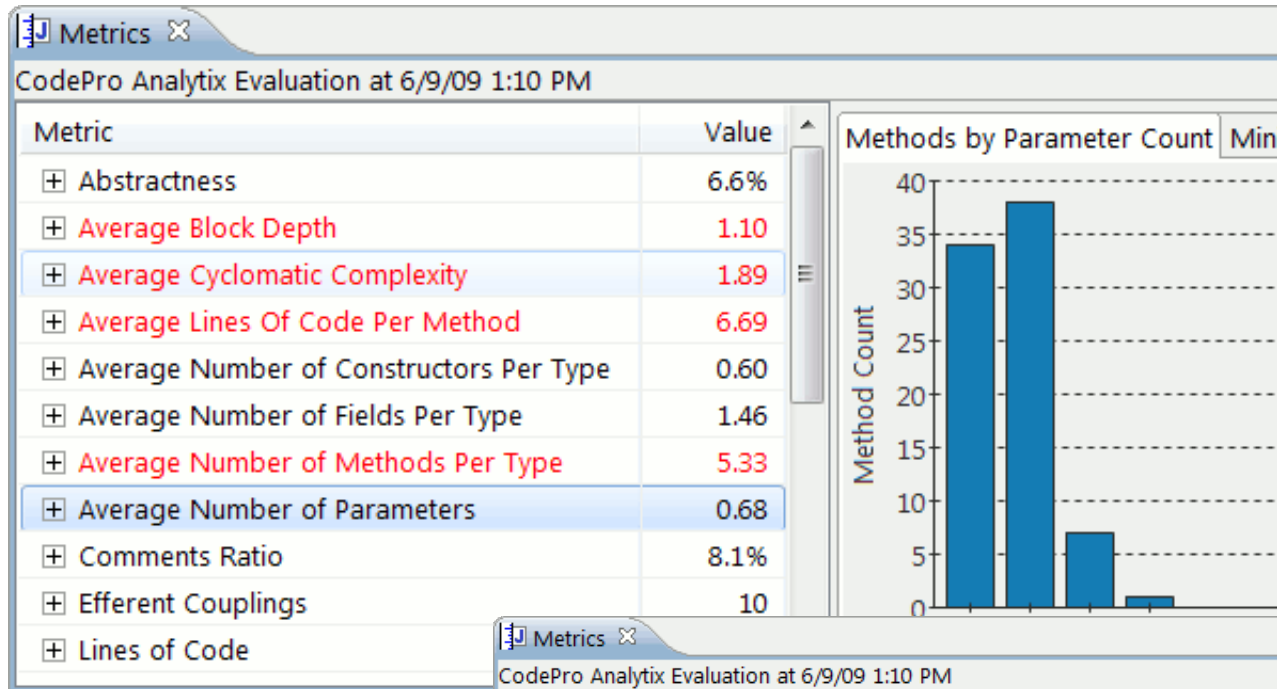 Metrics
CodePro Analytix Evaluation at 6/9/09 1:10 PM
Metric Value
Abstractness 6.6%
Average Block Depth 1.10
Average Cyclomatic Complexity 1.89
Average Lines Of Code Per Method 6.69
Average Number of Constructors Per Type 0.60
Average Number of Fields Per Type 1.46
Average Number of Methods Per Type 5.33
Average Number of Parameters 0.68
Comments Ratio 8.1%
Efferent Couplings 10
Lines of Code
Methods by Parameter Count Min
Method Count
40
35
30
25
20
15
10
5
0
Metrics
CodePro Analytix Evaluation at 6/9/09 1:10 PM